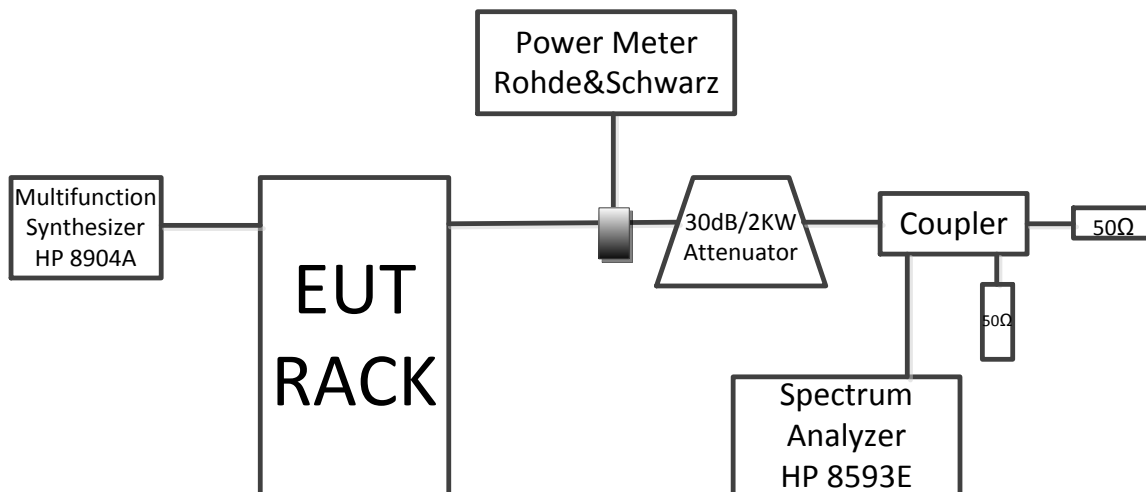 Power Meter
Rohde&Schwarz
Multifunction
Synthesizer
HP 8904A
30dB/2KW
Attenuator
Coupler
50Ω
EUT
RACK
50Ω
Spectrum
Analyzer
HP 8593E